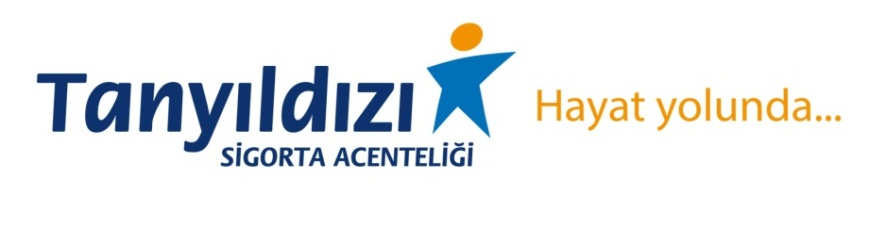 Tanyıldızı
SİGORTA ACENTELİĞİ
Hayat yolunda...